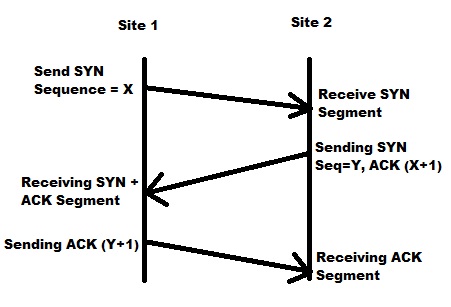 Site 1
Site 2
Send SYN
Sequence = X
Receive SYN
Segment
Sending SYN
Seq=Y, ACK (X+1)
Receiving SYN +
ACK Segment
Sending ACK (Y+1)
Receiving ACK
Segment